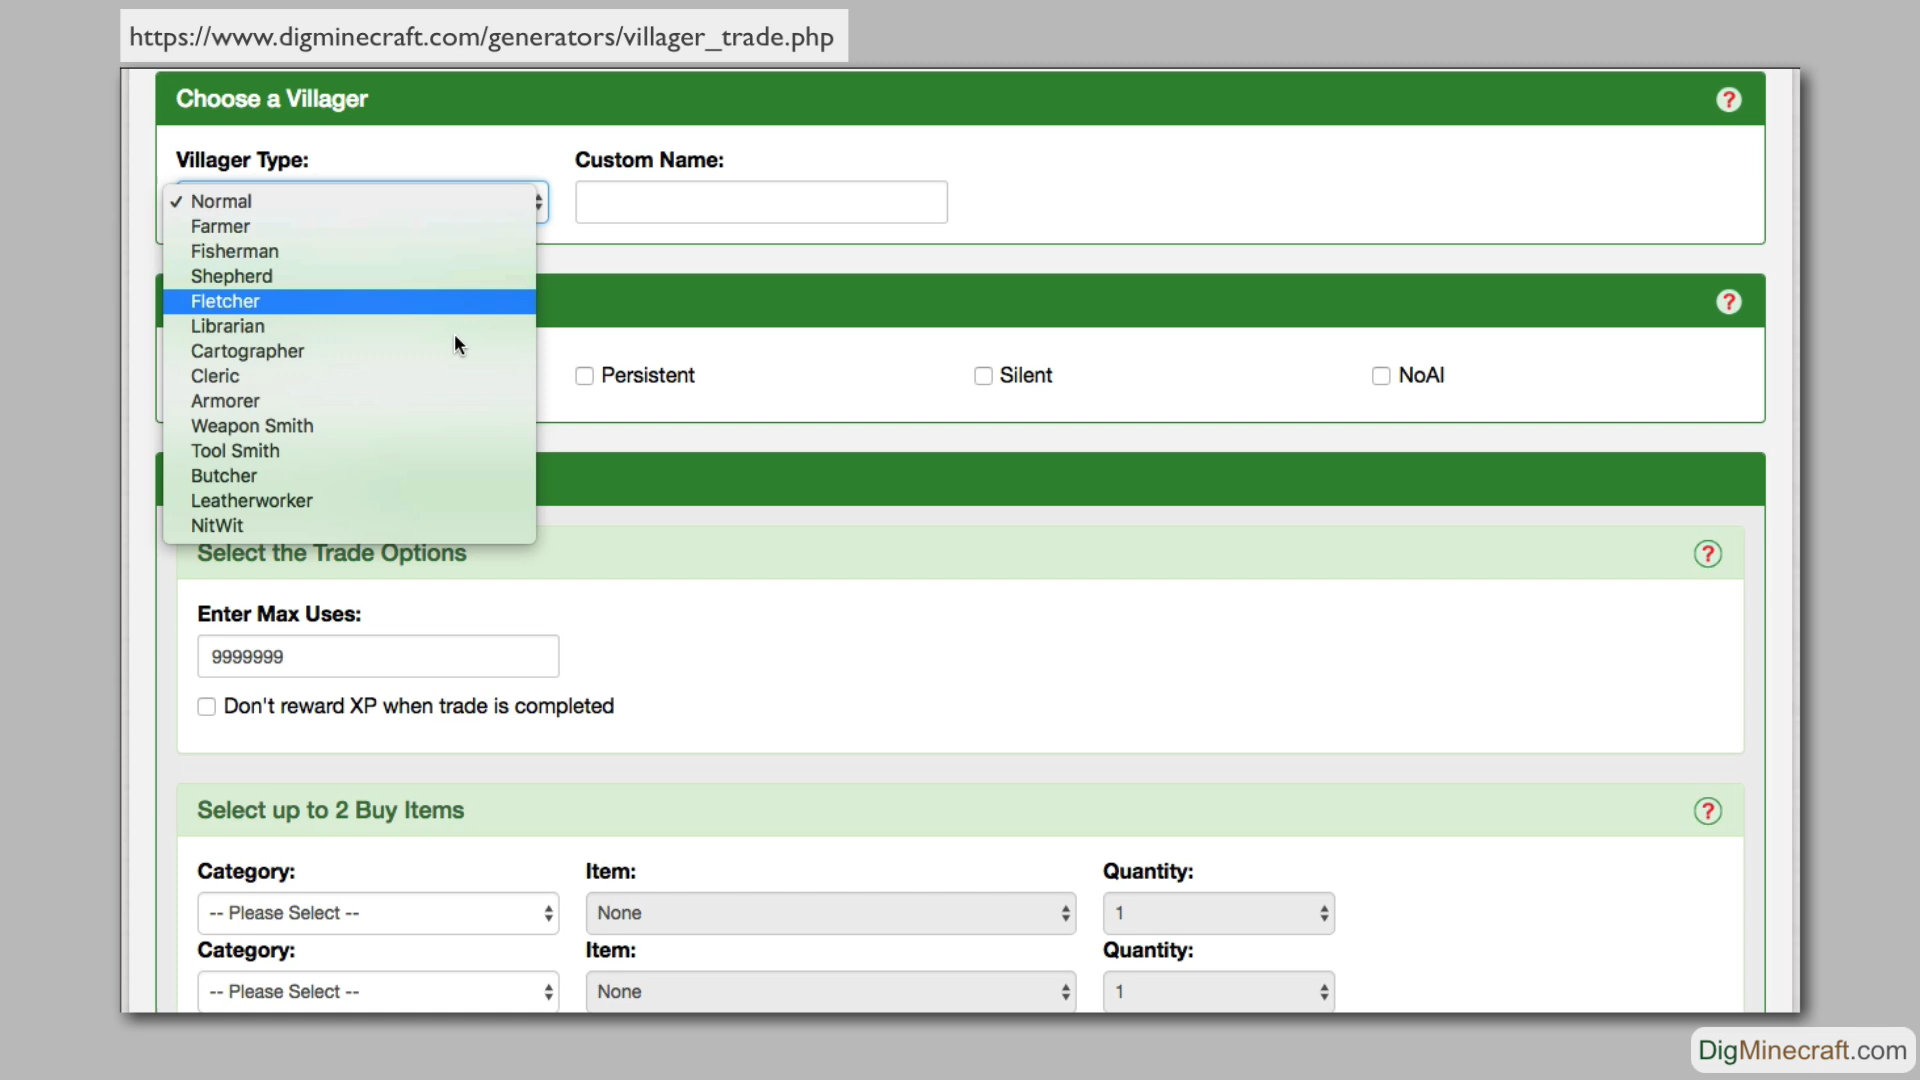 https://www.digminecraft.com/generators/villager_trade.php
Choose a Villager ?
Villager Type: Custom Name:
✓ Normal
Farmer
Fisherman
Shepherd
Fletcher ?
Librarian
Cartographer
Cleric Persistent Silent NoAI
Armorer
Weapon Smith
Tool Smith
Butcher
Leatherworker
NitWit
Select the Trade Options ?
Enter Max Uses:
9999999
Don't reward XP when trade is completed
Select up to 2 Buy Items ?
Category: Item: Quantity:
-- Please Select -- None 1
Category: Item: Quantity:
-- Please Select -- None 1
DigMinecraft.com